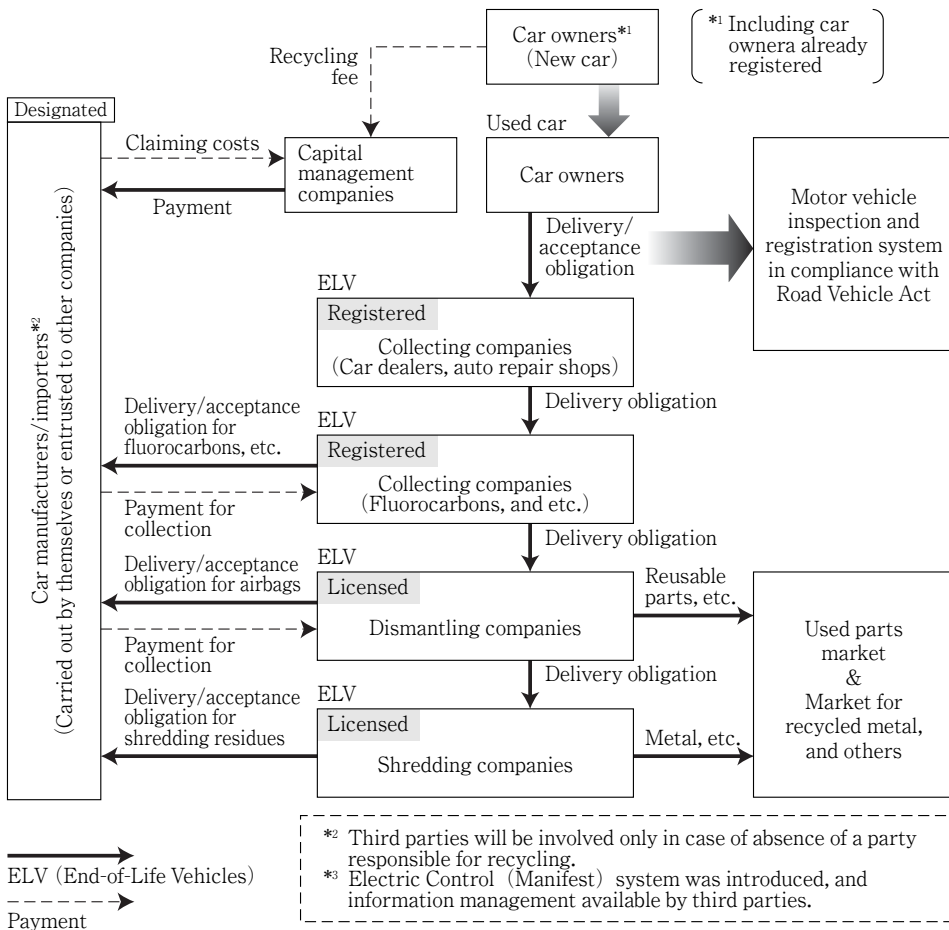 Car owners*1
(New car)
*1 Including car
ownera already
registered
Recycling
fee
Designated
Used car
Claiming costs
Capital
management
companies
Payment
Car owners
Motor vehicle
inspection and
registration system
in compliance with
Road Vehicle Act
Delivery/
acceptance
obligation
Car manufacturers/importers*2
(Carried out by themselves or entrusted to other companies)
ELV
Registered
Collecting companies
(Car dealers, auto repair shops)
Delivery obligation
Delivery/acceptance
obligation for
fluorocarbons, etc.
ELV
Registered
Collecting companies
(Fluorocarbons, and etc.)
Payment for
collection
Delivery obligation
Delivery/acceptance
obligation for airbags
ELV
Licensed
Dismantling companies
Reusable
parts, etc.
Payment for
collection
Used parts
market
&
Market for
recycled metal,
and others
Delivery obligation
Delivery/acceptance
obligation for
shredding residues
ELV
Licensed
Shredding companies
Metal, etc.
ELV (End-of-Life Vehicles)
Payment
*2 Third parties will be involved only in case of absence of a party
responsible for recycling.
*3 Electric Control (Manifest) system was introduced, and
information management available by third parties.